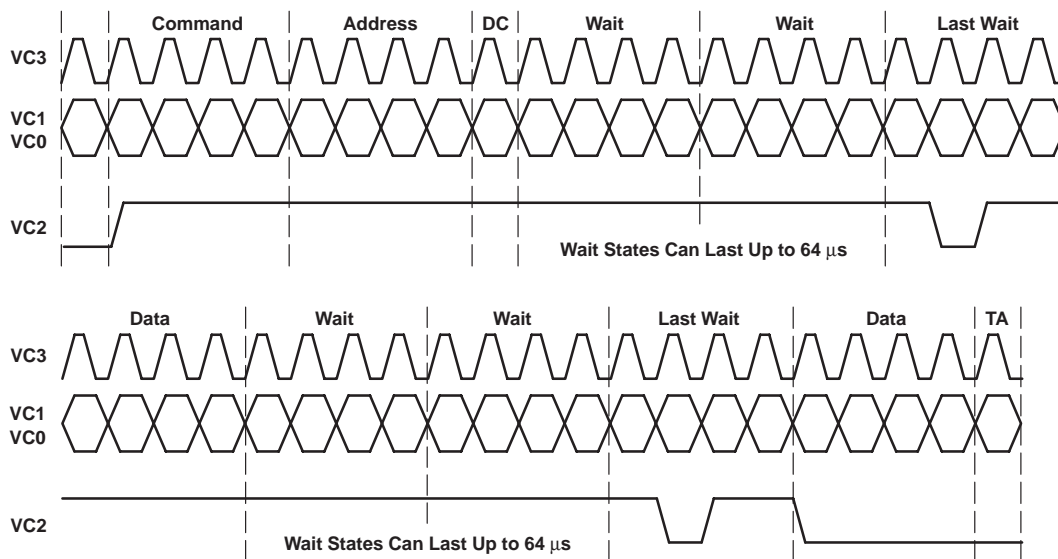 Command Address DC Wait Wait Last Wait
VC3
VC1
VC0
VC2
Wait States Can Last Up to 64 μs
Data Wait Wait Last Wait Data TA
VC3
VC1
VC0
VC2
Wait States Can Last Up to 64 μs